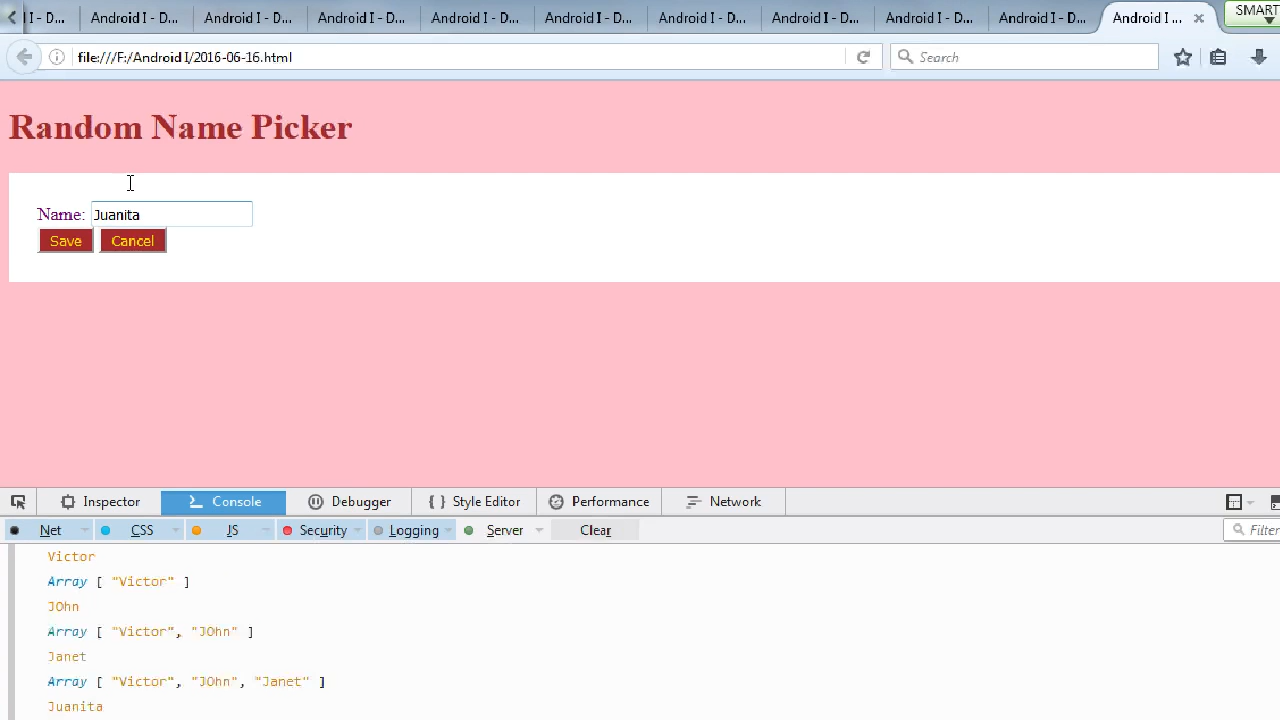 I - D... Android I - D... Android I - D... Android I - D... Android I - D... Android I - D... Android I - D... Android I - D... Android I - D... Android I - D... Android I ... SMART
file:///F:/Android I/2016-06-16.html Search
Random Name Picker
Name: Juanita
Save Cancel
Inspector Console Debugger Style Editor Performance Network
Net CSS JS Security Logging Server Clear Filter
Victor
Array [ "Victor" ]
JOhn
Array [ "Victor", "JOhn" ]
Janet
Array [ "Victor", "JOhn", "Janet" ]
Juanita